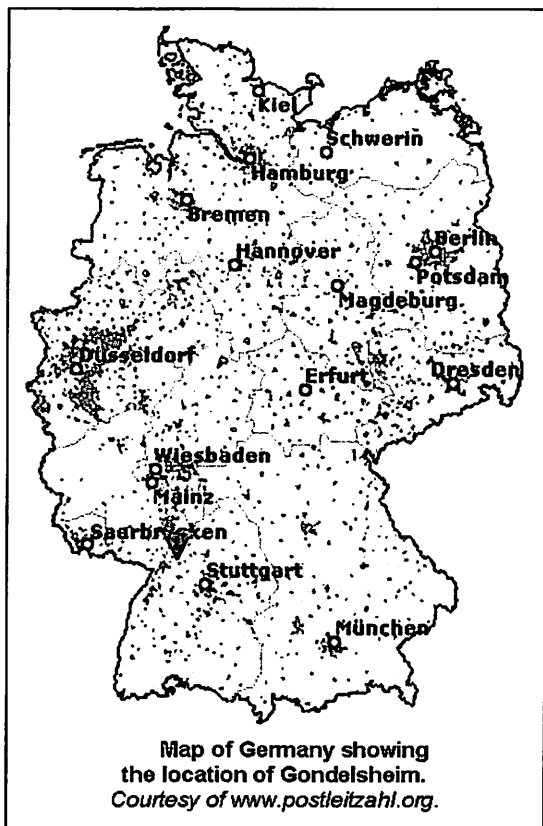 Kiel
Schwerin
Hamburg
Bremen
Berlin
Hannover
Potsdam
Magdeburg
Düsseldorf
Erfurt
Dresden
Wiesbaden
Mainz
Saarbrücken
Stuttgart
München
Map of Germany showing
the location of Gondelsheim.
Courtesy of www.postleitzahl.org.